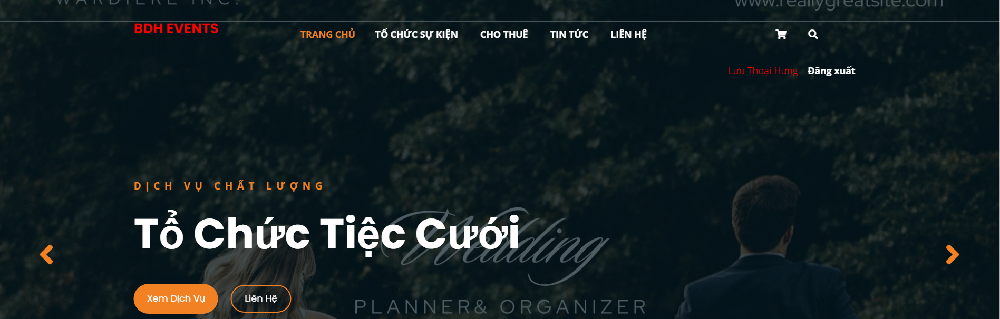 WARDIERE INC.
www.reallygreatsite.com
BDH EVENTS
TRANG CHỦ TỔ CHỨC SỰ KIỆN CHO THUÊ TIN TỨC LIÊN HỆ
Lưu Thoại Hưng Đăng xuất
DỊCH VỤ CHẤT LƯỢNG
Tổ Chức Tiệc Cưới
Wedding
Xem Dịch Vụ Liên Hệ
PLANNER& ORGANIZER